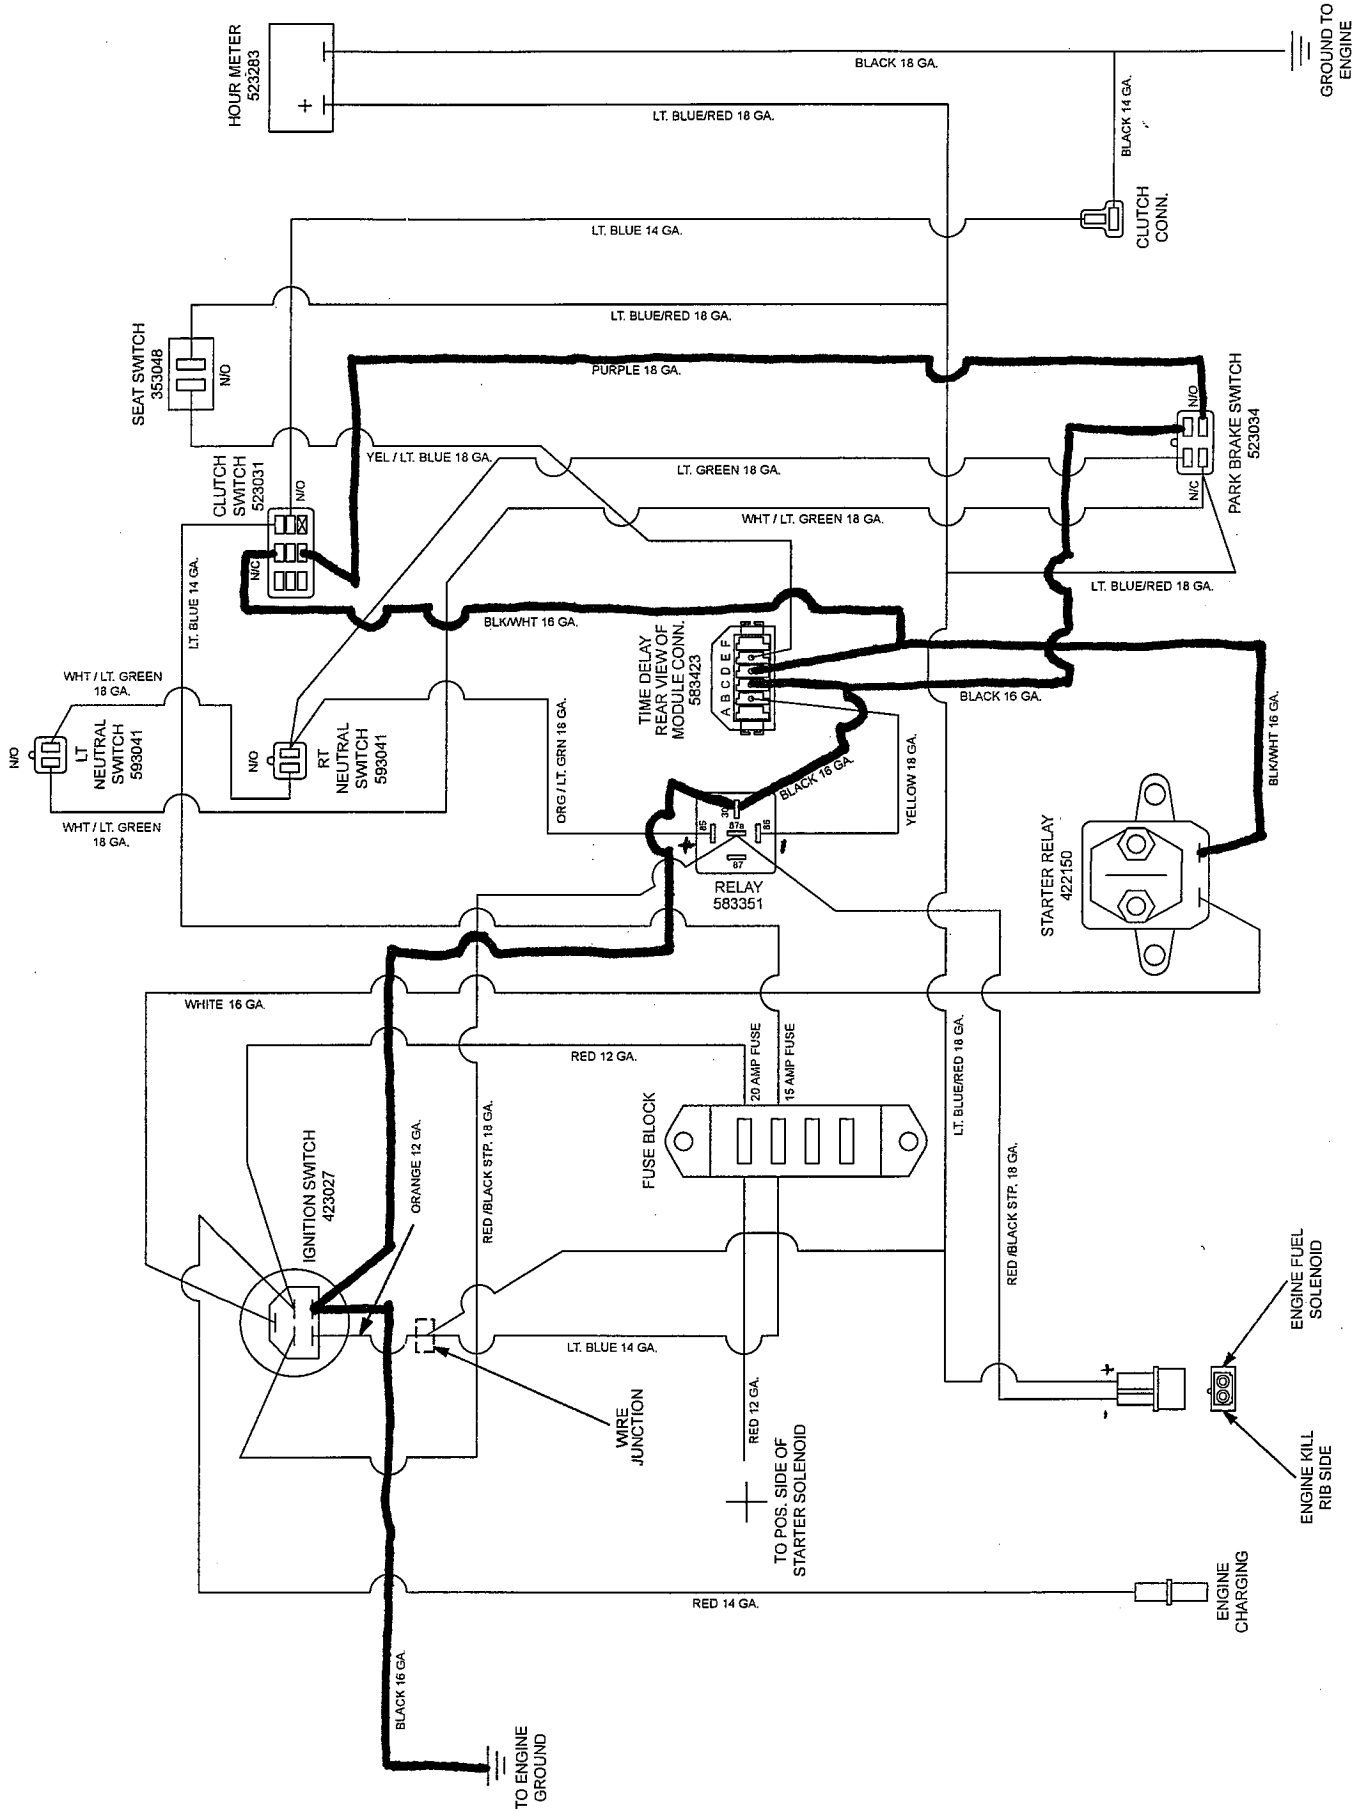 HOUR METER
523283
+
BLACK 18 GA.
GROUND TO
ENGINE
LT. BLUE/RED 18 GA.
BLACK 14 GA.
CLUTCH
CONN.
LT. BLUE 14 GA.
SEAT SWITCH
353048
N/O
LT. BLUE/RED 18 GA.
PURPLE 18 GA.
YEL / LT. BLUE 18 GA.
LT. GREEN 18 GA.
WHT / LT. GREEN 18 GA.
N/O
N/C
PARK BRAKE SWITCH
523034
LT. BLUE/RED 18 GA.
CLUTCH
SWITCH
523031
N/O
N/C
LT. BLUE 14 GA.
BLK/WHT 16 GA.
WHT / LT. GREEN
18 GA.
N/O
LT
NEUTRAL
SWITCH
593041
WHT / LT. GREEN
18 GA.
N/O
RT
NEUTRAL
SWITCH
593041
ORG / LT. GRN 18 GA.
TIME DELAY
REAR VIEW OF
MODULE CONN.
583423
A B C D E F
BLACK 16 GA.
BLACK 16 GA.
YELLOW 18 GA.
BLK/WHT 16 GA.
30
85
87a
86
87
+
-
RELAY
583351
STARTER RELAY
422150
WHITE 16 GA.
RED 12 GA.
20 AMP FUSE
15 AMP FUSE
FUSE BLOCK
LT. BLUE/RED 18 GA.
RED /BLACK STP. 18 GA.
IGNITION SWITCH
423027
ORANGE 12 GA.
RED /BLACK STP. 18 GA.
LT. BLUE 14 GA.
WIRE
JUNCTION
RED 12 GA.
TO POS. SIDE OF
STARTER SOLENOID
+
-
ENGINE FUEL
SOLENOID
ENGINE KILL
RIB SIDE
RED 14 GA.
ENGINE
CHARGING
BLACK 16 GA.
TO ENGINE
GROUND